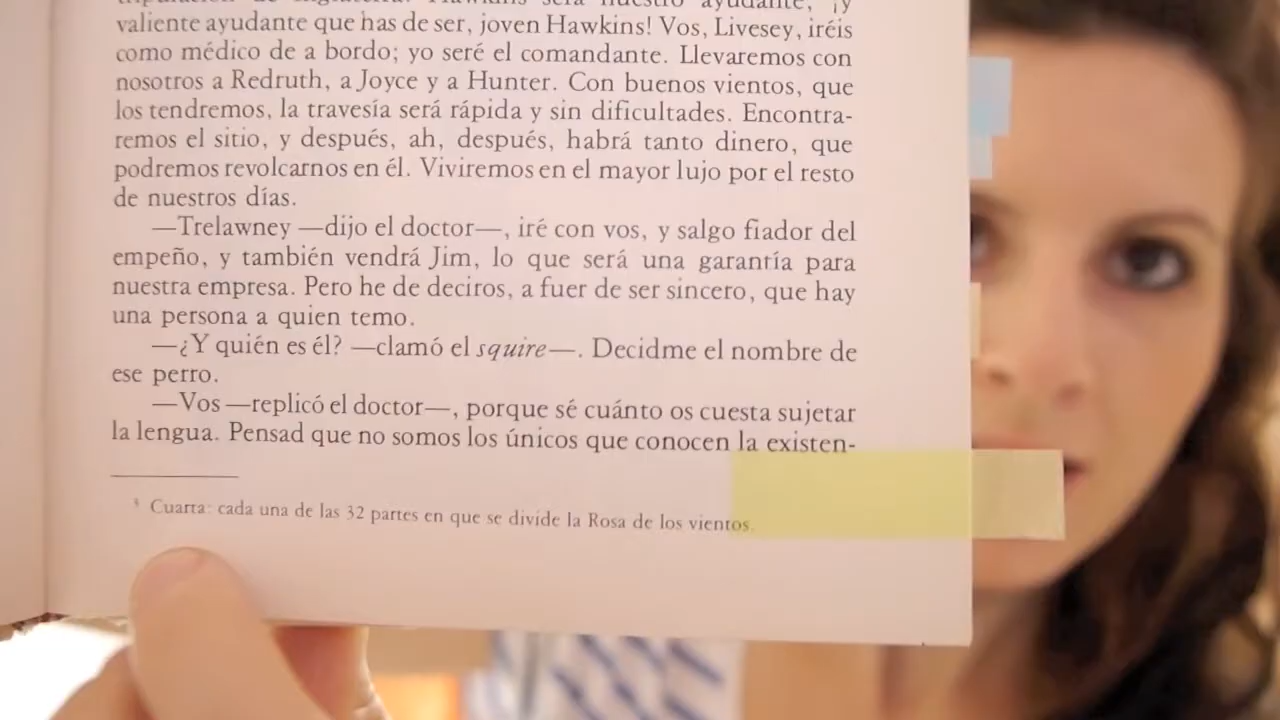 tripulación de Inglaterra. Hawkins será nuestro ayudante, ¡y
valiente ayudante que has de ser, joven Hawkins! Vos, Livesey, iréis
como médico de a bordo; yo seré el comandante. Llevaremos con
nosotros a Redruth, a Joyce y a Hunter. Con buenos vientos, que
los tendremos, la travesía será rápida y sin dificultades. Encontra-
remos el sitio, y después, ah, después, habrá tanto dinero, que
podremos revolcarnos en él. Viviremos en el mayor lujo por el resto
de nuestros días.
—Trelawney —dijo el doctor—, iré con vos, y salgo fiador del
empeño, y también vendrá Jim, lo que será una garantía para
nuestra empresa. Pero he de deciros, a fuer de ser sincero, que hay
una persona a quien temo.
—¿Y quién es él? —clamó el squire—. Decidme el nombre de
ese perro.
—Vos —replicó el doctor—, porque sé cuánto os cuesta sujetar
la lengua. Pensad que no somos los únicos que conocen la existen-
Cuarta: cada una de las 32 partes en que se divide la Rosa de los vientos.